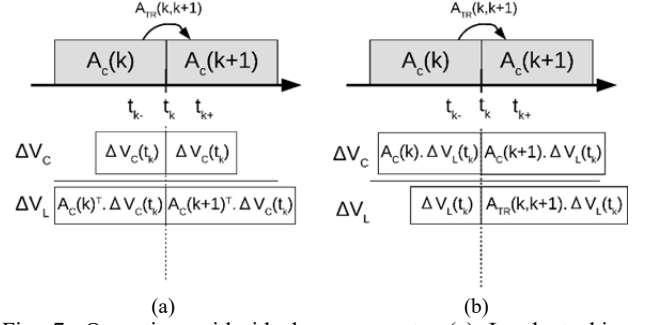 A_TR(k,k+1) A_TR(k,k+1)
A_c(k) A_c(k+1) A_c(k) A_c(k+1)
t_k- t_k t_k+ t_k- t_k t_k+
ΔV_C ΔV_C(t_k) ΔV_C(t_k) ΔV_C A_C(k).ΔV_L(t_k) A_C(k+1).ΔV_L(t_k)
ΔV_L A_C(k)^T.ΔV_C(t_k) A_C(k+1)^T.ΔV_C(t_k) ΔV_L ΔV_L(t_k) A_TR(k,k+1).ΔV_L(t_k)
(a) (b)